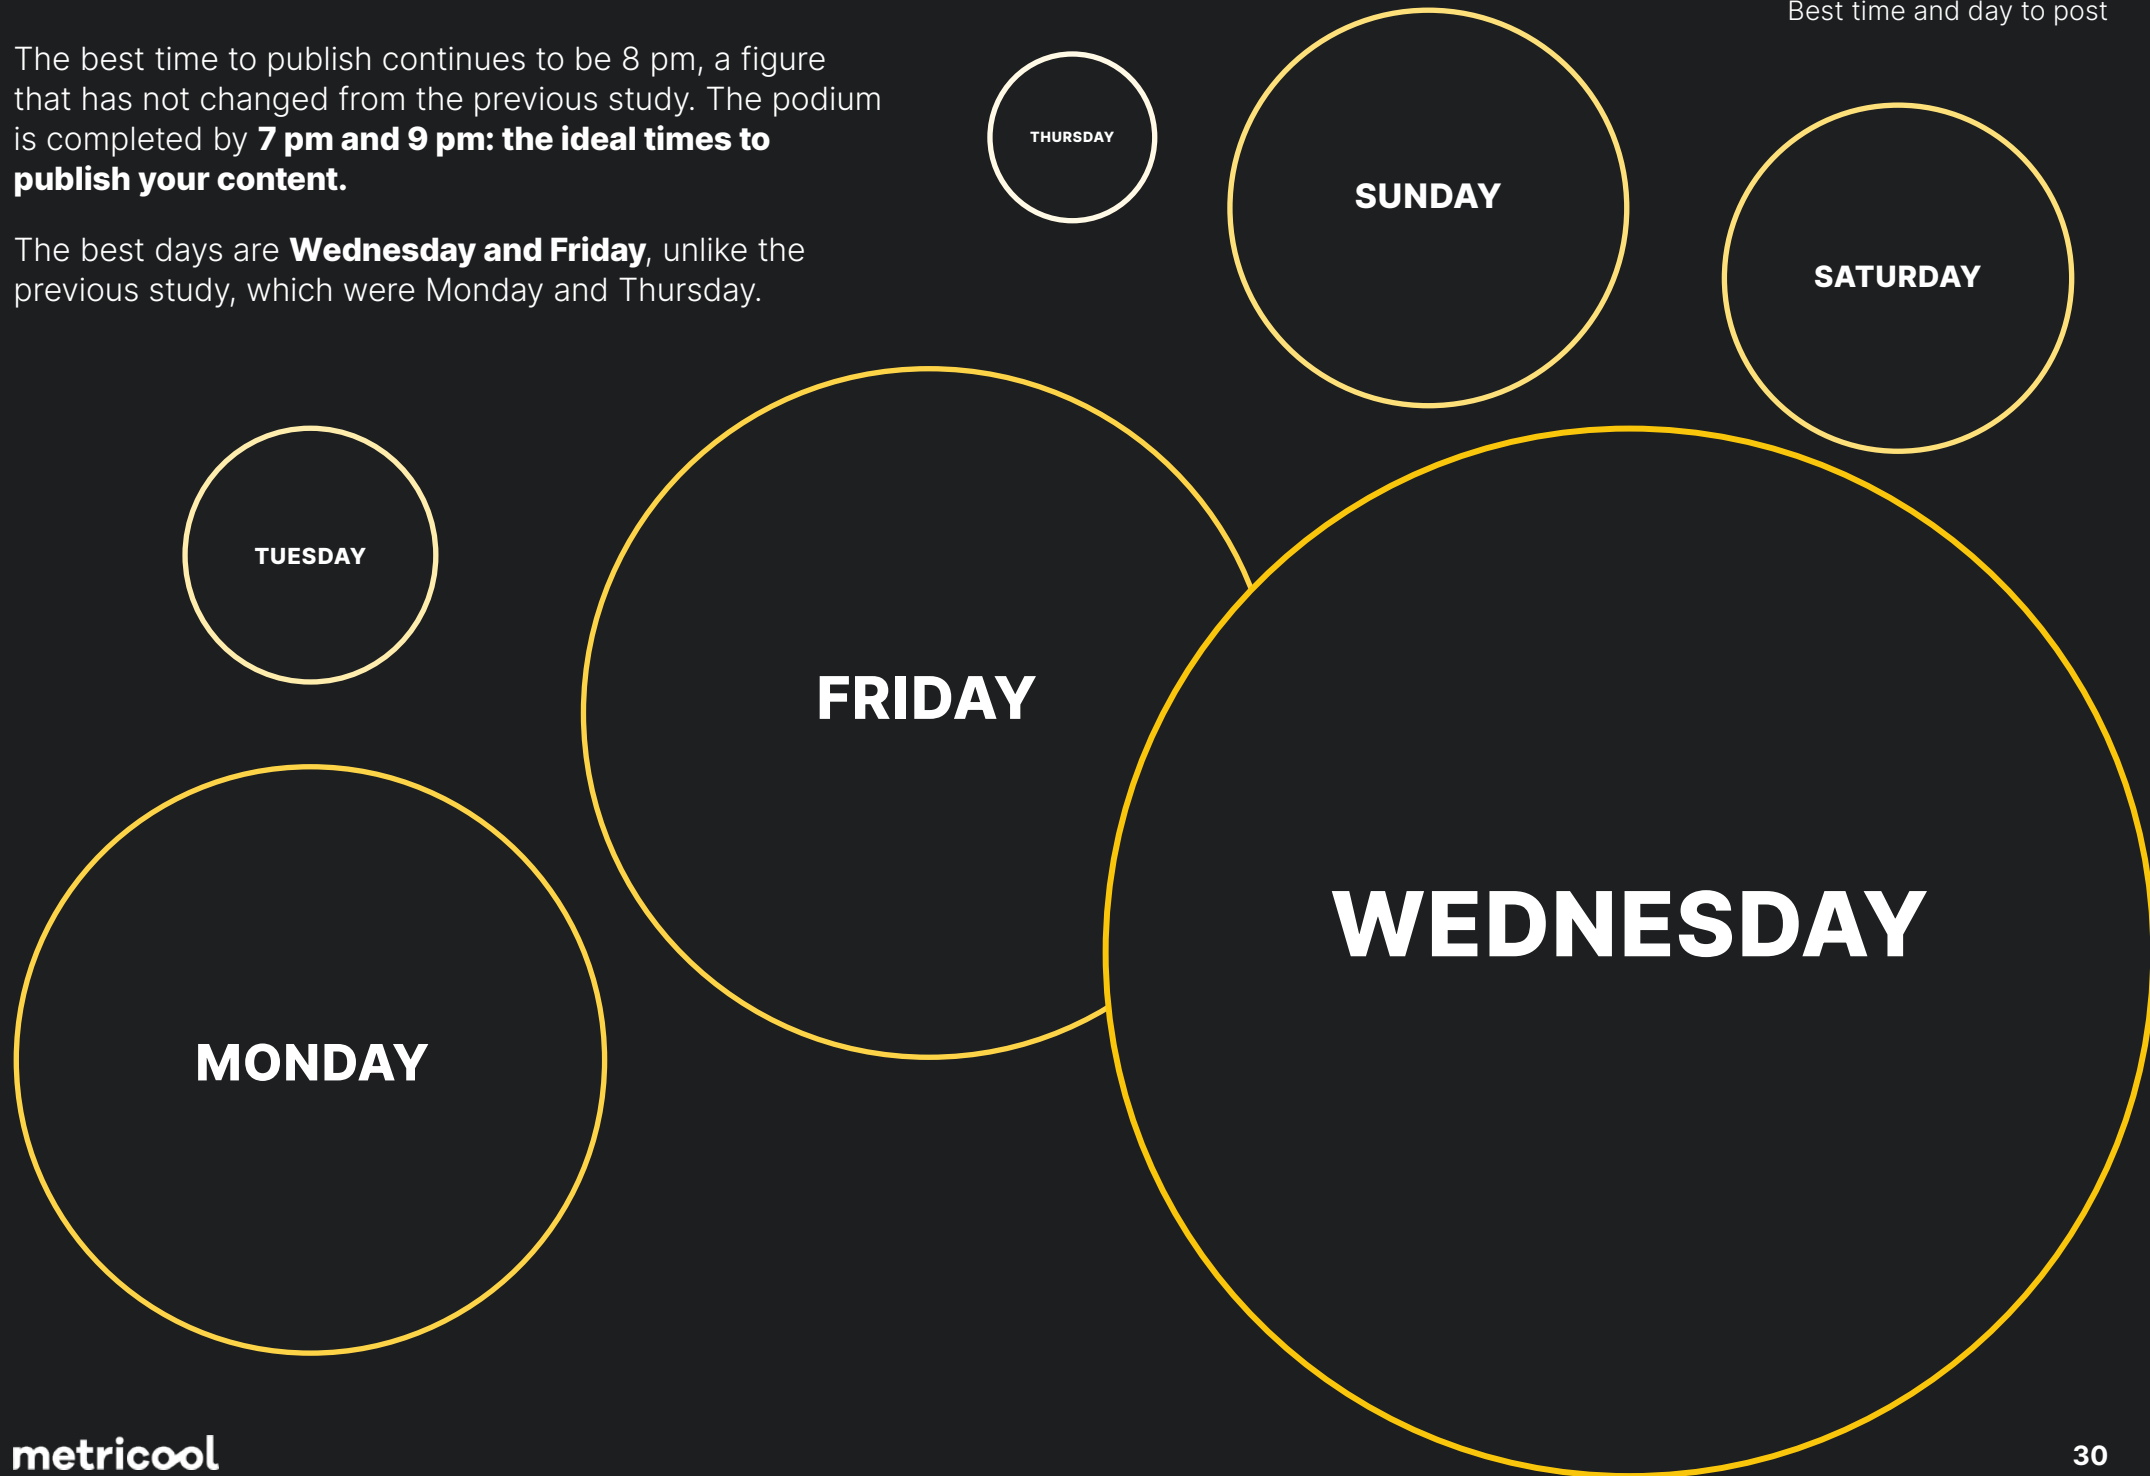 Best time and day to post
The best time to publish continues to be 8 pm, a figure
that has not changed from the previous study. The podium
is completed by 7 pm and 9 pm: the ideal times to
publish your content.
The best days are Wednesday and Friday, unlike the
previous study, which were Monday and Thursday.
THURSDAY
SUNDAY
SATURDAY
TUESDAY
FRIDAY
WEDNESDAY
MONDAY
metricool
30